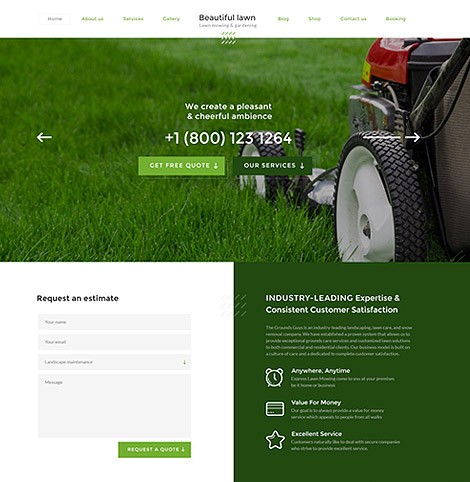 Home About us Services Gallery Beautiful lawn Blog Shop Contact us Booking
Lawn mowing & gardening
We create a pleasant
& cheerful ambience
+1 (800) 123 1264
GET FREE QUOTE OUR SERVICES
Request an estimate
Your name
Your email
Landscape maintenance
Message
REQUEST A QUOTE
INDUSTRY-LEADING Expertise &
Consistent Customer Satisfaction
The Grounds Guys is an industry-leading landscaping, lawn care, and snow
removal company. We have established a proven system that allows us to
provide exceptional grounds care services and customized lawn solutions
to both commercial and residential clients. Our business model is built on
a culture of care and a dedicated to complete customer satisfaction.
Anywhere, Anytime
Express Lawn Mowing come to you at your premises
be it home or business
Value For Money
Our goal is to always provide a value for money
service which appeals to people from all walks
Excellent Service
Customers naturally like to deal with secure companies
who strive to provide excellent service.